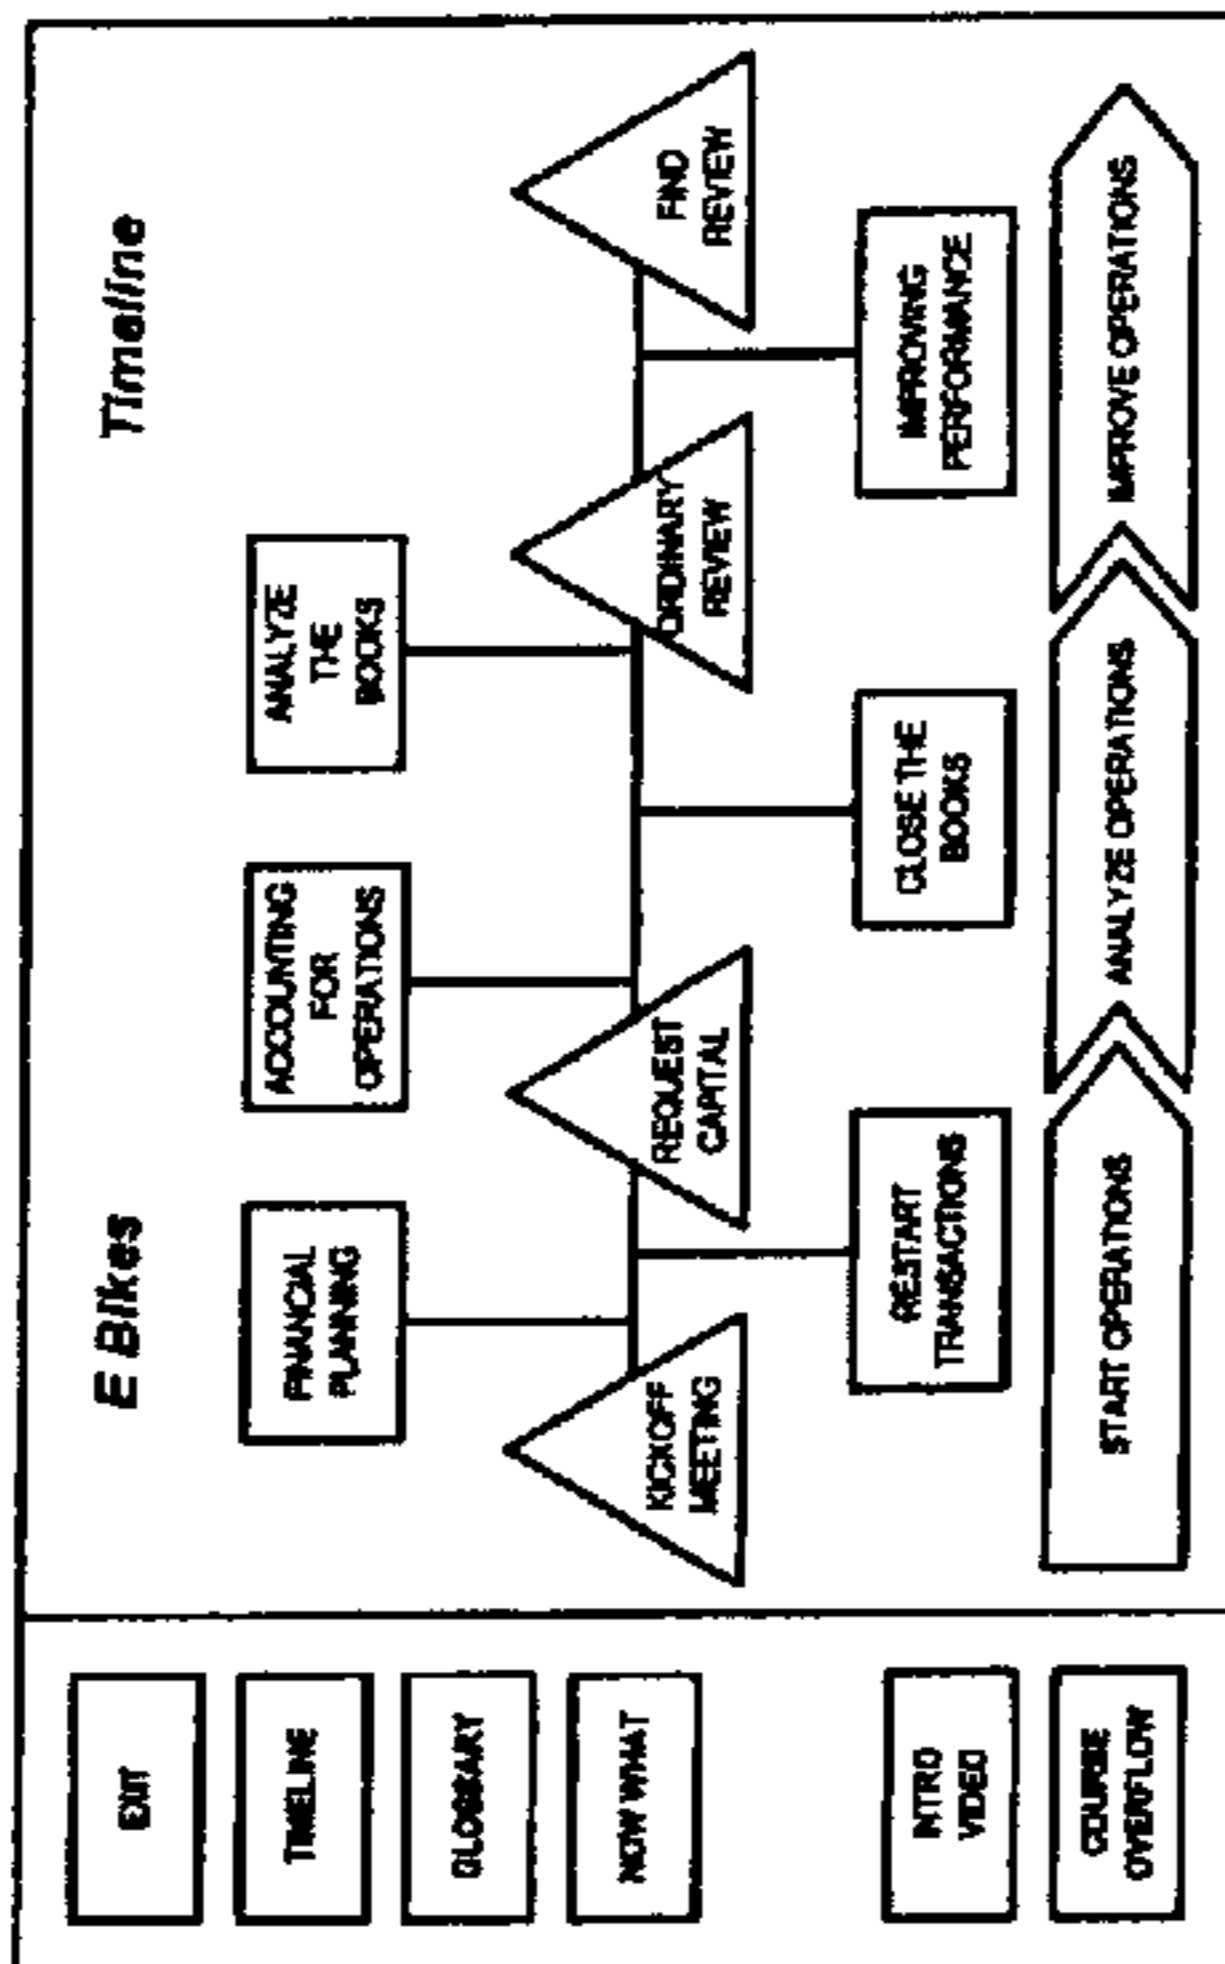 EXIT
TIMELINE
GLOSSARY
NOW WHAT
INTRO
VIDEO
COURSE
OVERFLOW
E Bikes
Timeline
FINANCIAL
PLANNING
ACCOUNTING
FOR
OPERATIONS
ANALYZE
THE
BOOKS
KICKOFF
MEETING
REQUEST
CAPITAL
ORDINARY
REVIEW
FIND
REVIEW
RESTART
TRANSACTIONS
CLOSE THE
BOOKS
IMPROVING
PERFORMANCE
START OPERATIONS
ANALYZE OPERATIONS
IMPROVE OPERATIONS